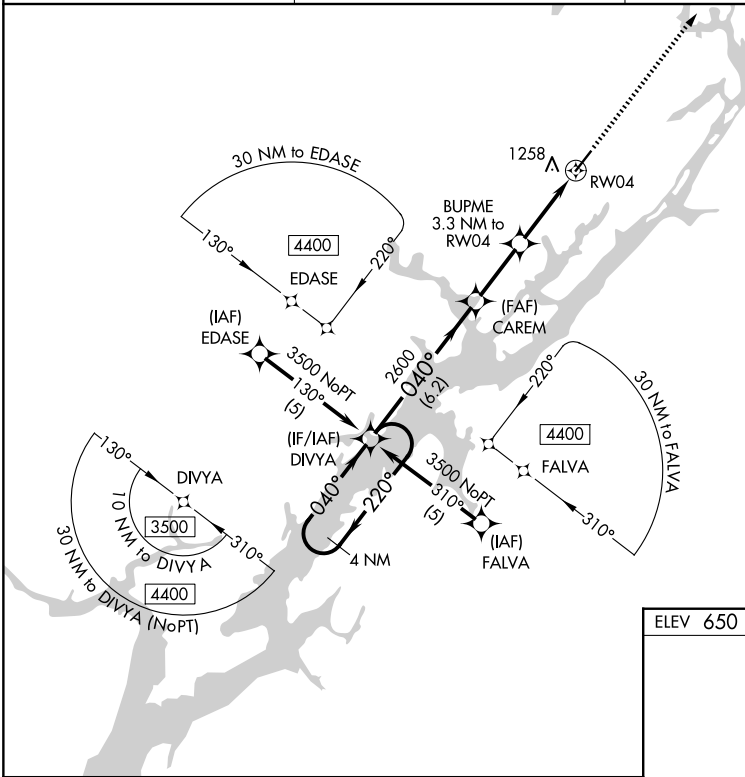 1258
RW04
BUPME
3.3 NM to
RW04
30 NM to EDASE
130°
220°
4400
EDASE
(FAF)
CAREM
(IAF)
EDASE
3500 NoPT
130°
(5)
2600
040°
(6.2)
220°
30 NM to FALVA
4400
FALVA
310°
(IF/IAF)
DIVYA
3500 NoPT
310°
(5)
(IAF)
FALVA
040°
220°
4 NM
130°
DIVYA
310°
3500
10 NM to DIVYA
4400
30 NM to DIVYA (NoPT)
ELEV 650